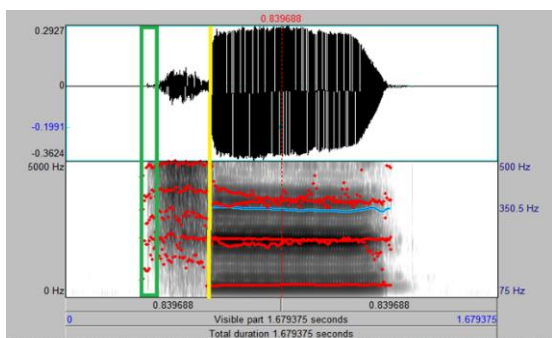 0.839688
0.2927
0
-0.1991
-0.3624
5000 Hz 500 Hz
350.5 Hz
0 Hz 75 Hz
0.839688 0.839688
0 Visible part 1.679375 seconds 1.679375
Total duration 1.679375 seconds